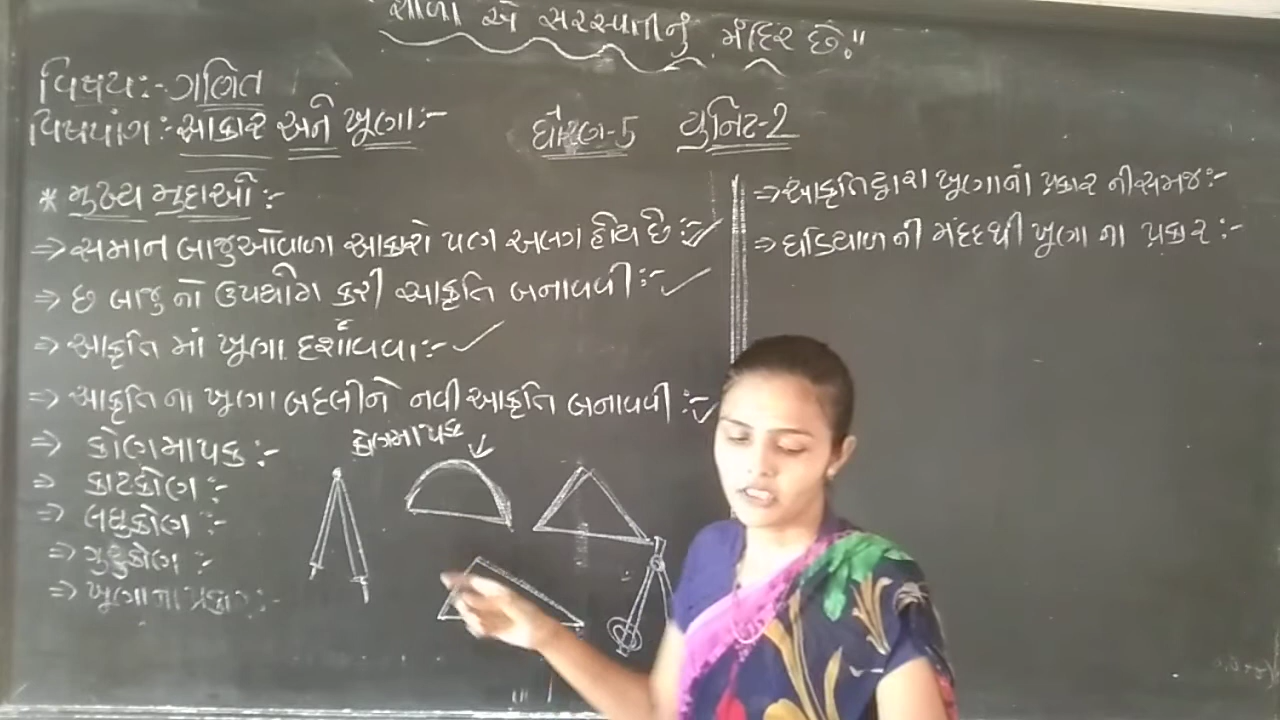 શાળા એ સરસ્વતીનું મંદિર છે."
વિષય:- ગણિત
વિષયાંગ:- આકાર અને ખૂણા:-
ધોરણ-5 યુનિટ-2
* મુખ્ય મુદ્દાઓ:-
⇒ સમાન બાજુઓવાળા આકારો પણ અલગ હોય છે:-
⇒ છ બાજુ નો ઉપયોગ કરી આકૃતિ બનાવવી:-
⇒ આકૃતિ માં ખૂણા દર્શાવવા:-
⇒ આકૃતિ ના ખૂણા બદલીને નવી આકૃતિ બનાવવી:-
⇒ કોણમાપક:-
કોણમાપક
⇒ કાટકોણ:-
⇒ લઘુકોણ:-
⇒ ગુરુકોણ:-
⇒ ખૂણાના પ્રકાર:-
⇒ આકૃતિ દ્વારા ખૂણાનાં પ્રકાર ની સમજ:-
⇒ ઘડિયાળ ની મદદથી ખૂણા ના પ્રકાર:-